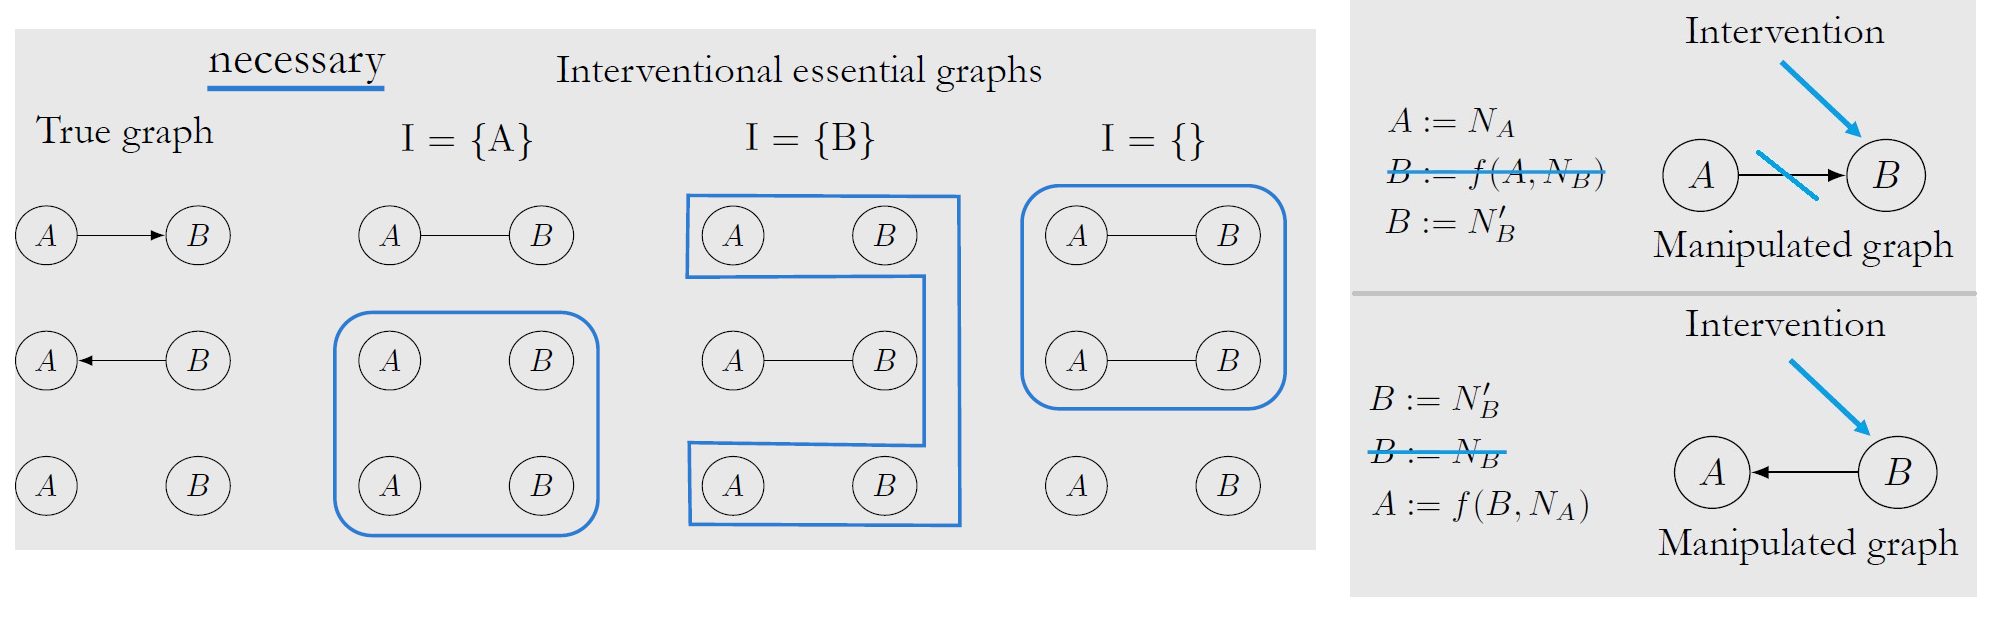 necessary
Interventional essential graphs
True graph
I = {A}
I = {B}
I = {}
A B A B A B A B
A B A B A B A B
A B A B A B A B
Intervention
A := N_A
B := f(A, N_B)
B := N'_B
A B
Manipulated graph
Intervention
B := N'_B
B := N_B
A := f(B, N_A)
A B
Manipulated graph